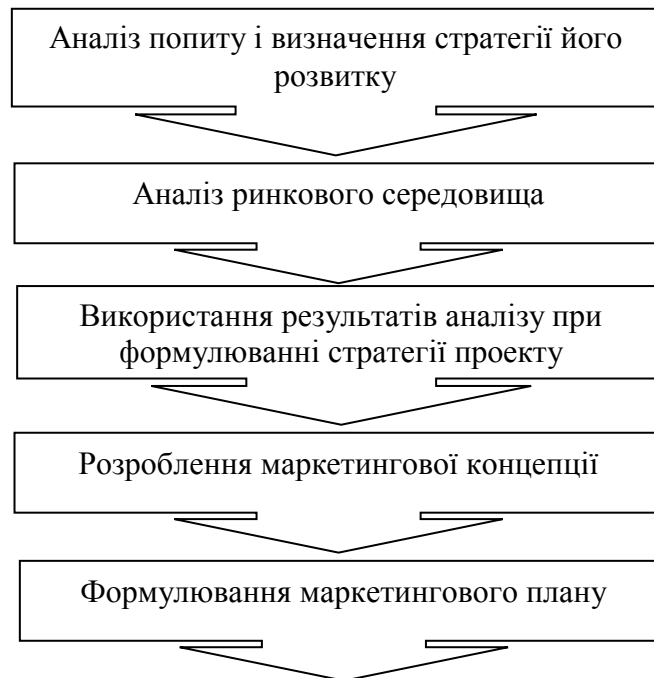 Аналіз попиту і визначення стратегії його
розвитку
Аналіз ринкового середовища
Використання результатів аналізу при
формулюванні стратегії проекту
Розроблення маркетингової концепції
Формулювання маркетингового плану